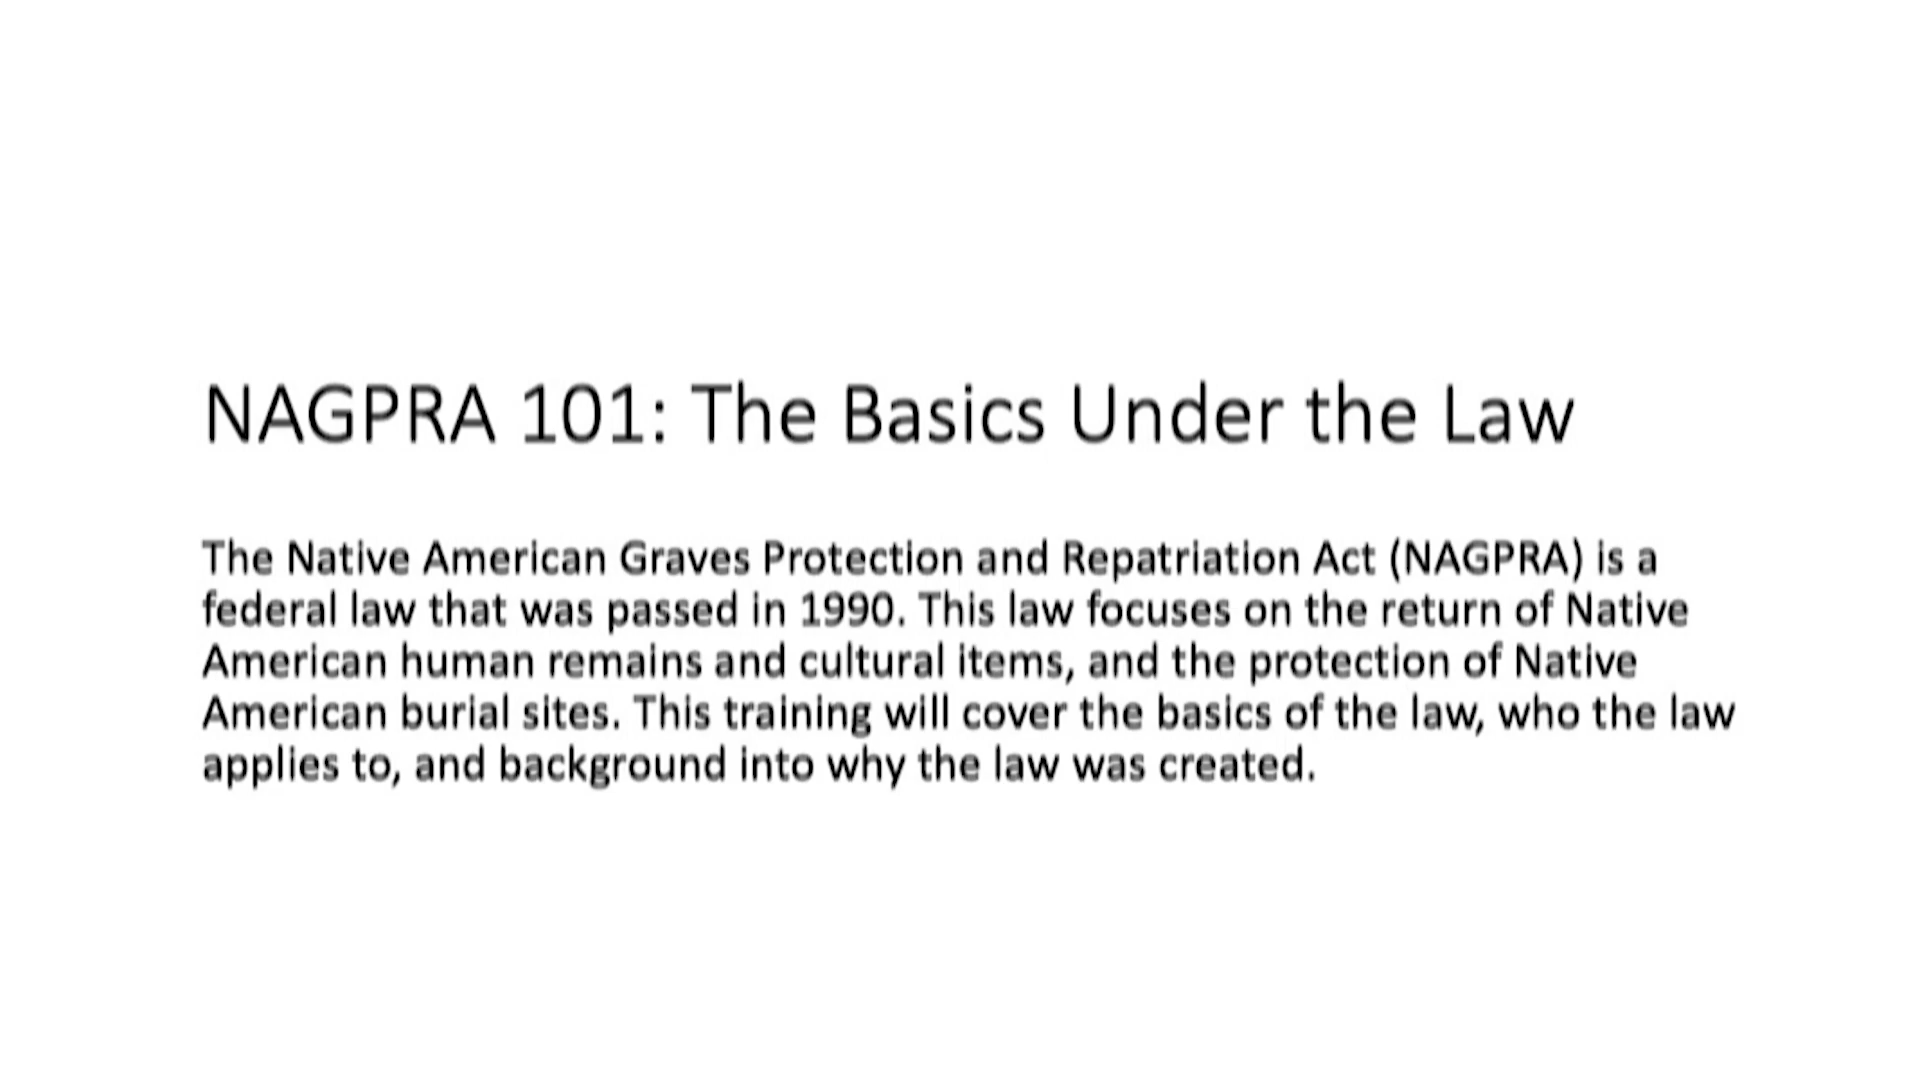 NAGPRA 101: The Basics Under the Law
The Native American Graves Protection and Repatriation Act (NAGPRA) is a
federal law that was passed in 1990. This law focuses on the return of Native
American human remains and cultural items, and the protection of Native
American burial sites. This training will cover the basics of the law, who the law
applies to, and background into why the law was created.